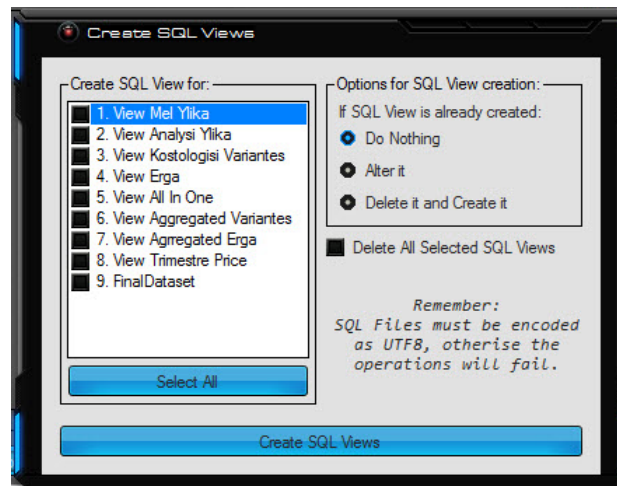 Create SQL Views
Create SQL View for:
1. View Mel Ylika
2. View Analysi Ylika
3. View Kostologisi Variantes
4. View Erga
5. View All In One
6. View Aggregated Variantes
7. View Agrregated Erga
8. View Trimestre Price
9. FinalDataset
Select All
Options for SQL View creation:
If SQL View is already created:
Do Nothing
Alter it
Delete it and Create it
Delete All Selected SQL Views
Remember:
SQL Files must be encoded
as UTF8, otherise the
operations will fail.
Create SQL Views